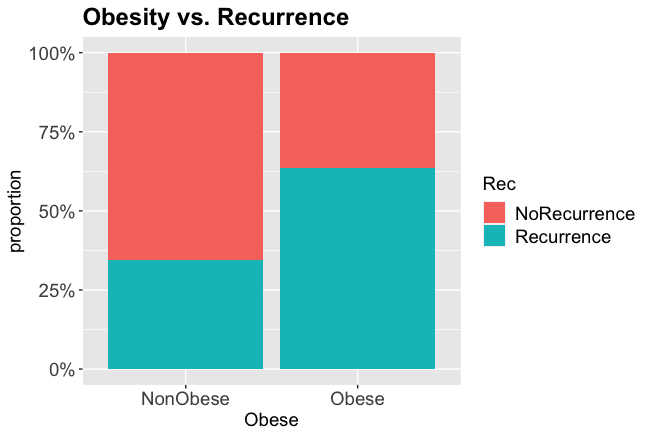 Obesity vs. Recurrence
100%
75%
50%
25%
0%
proportion
NonObese Obese
Obese
Rec
NoRecurrence
Recurrence